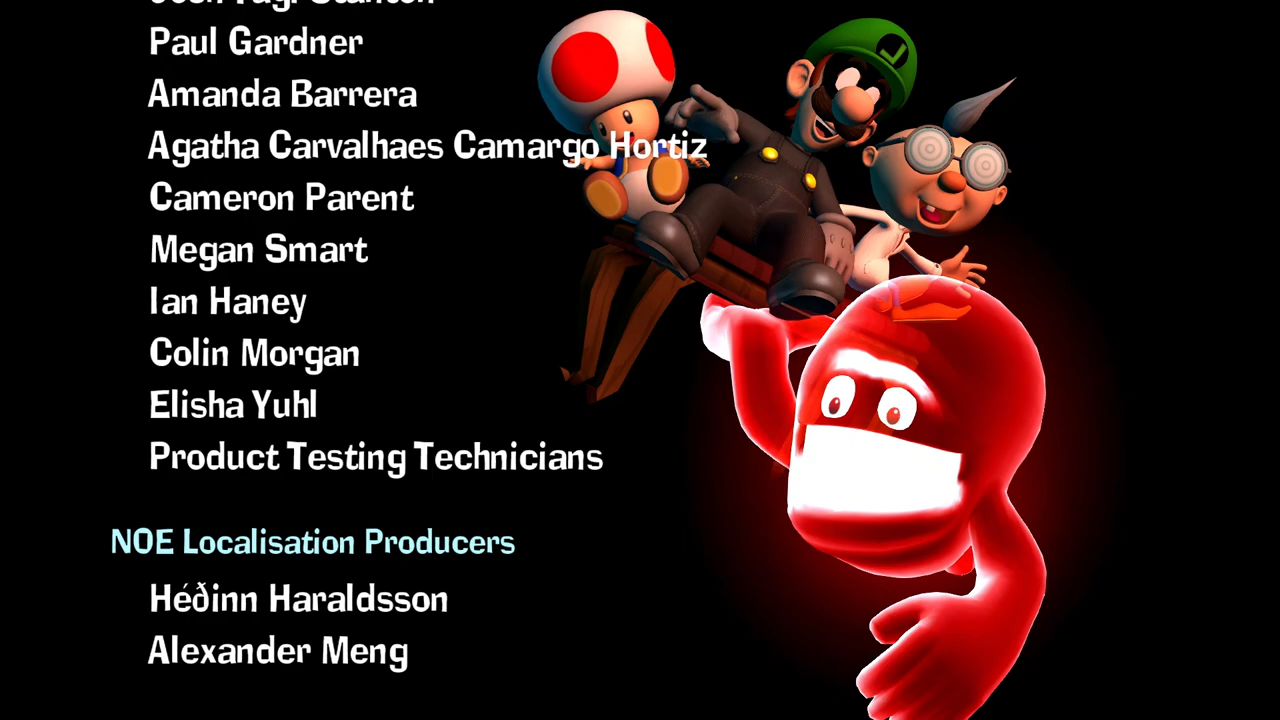 Paul Gardner
Amanda Barrera
Agatha Carvalhaes Camargo Hortiz
Cameron Parent
Megan Smart
Ian Haney
Colin Morgan
Elisha Yuhl
Product Testing Technicians
NOE Localisation Producers
Héðinn Haraldsson
Alexander Meng